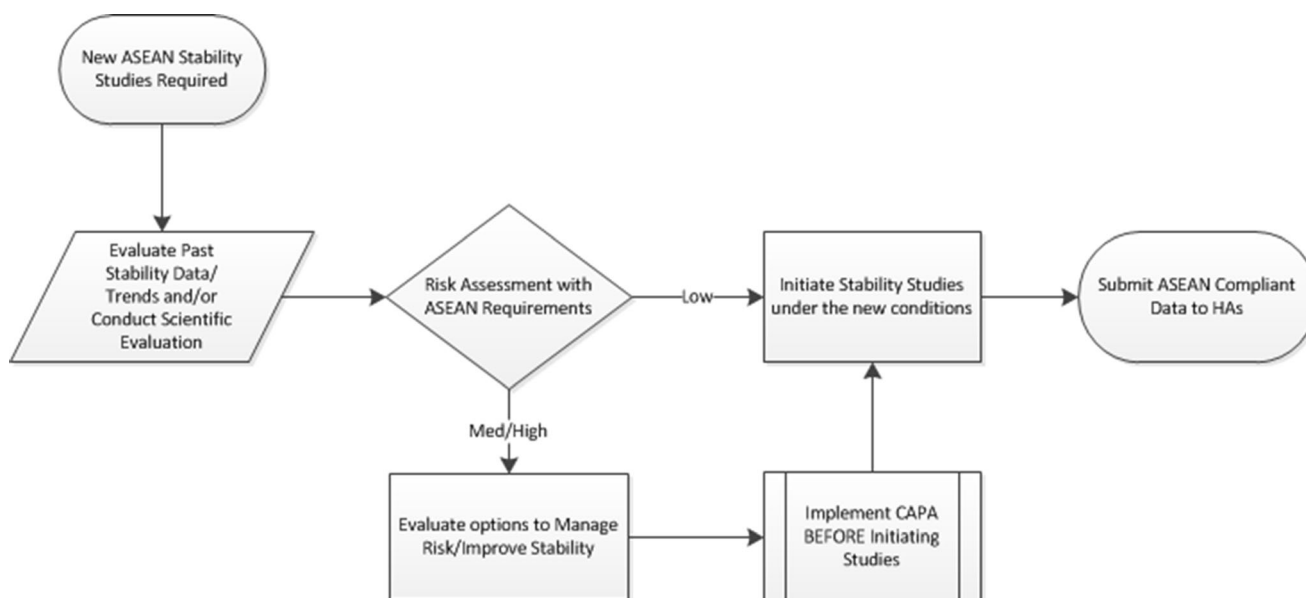 New ASEAN Stability
Studies Required
Evaluate Past
Stability Data/
Trends and/or
Conduct Scientific
Evaluation
Risk Assessment with
ASEAN Requirements
Low
Initiate Stability Studies
under the new conditions
Submit ASEAN Compliant
Data to HAs
Med/High
Evaluate options to Manage
Risk/Improve Stability
Implement CAPA
BEFORE Initiating
Studies